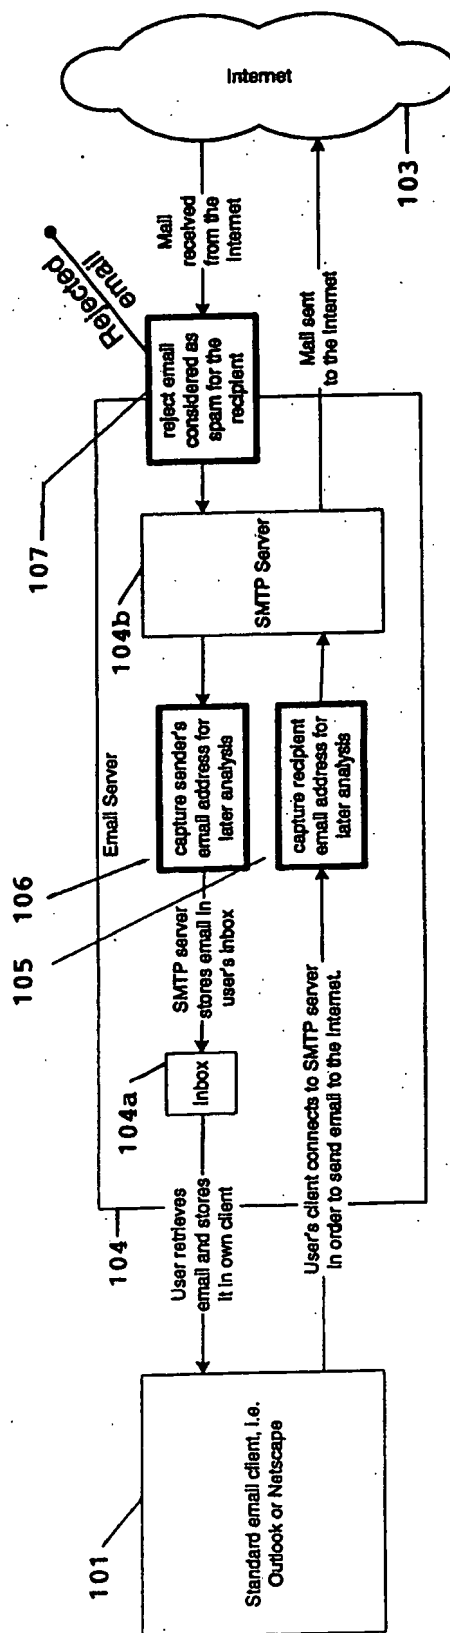 101
Standard email client, i.e.
Outlook or Netscape
104
User retrieves
email and stores
it in own client
User's client connects to SMTP server
in order to send email to the Internet.
104a
Inbox
Email Server
105
106
SMTP server
stores email in
user's inbox
capture sender's
email address for
later analysis
capture recipient
email address for
later analysis
104b
SMTP Server
107
reject email
considered as
spam for the
recipient
Rejected
email
Mail
received
from the
Internet
Mail sent
to the Internet
Internet
103